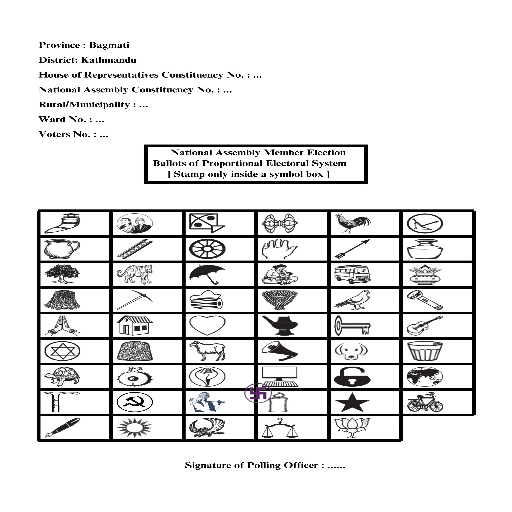 Province : Bagmati
District: Kathmandu
House of Representatives Constituency No. : ...
National Assembly Constituency No. : ...
Rural/Municipality : ...
Ward No. : ...
Voters No. : ...
National Assembly Member Election
Ballots of Proportional Electoral System
[ Stamp only inside a symbol box ]
Signature of Polling Officer : ......